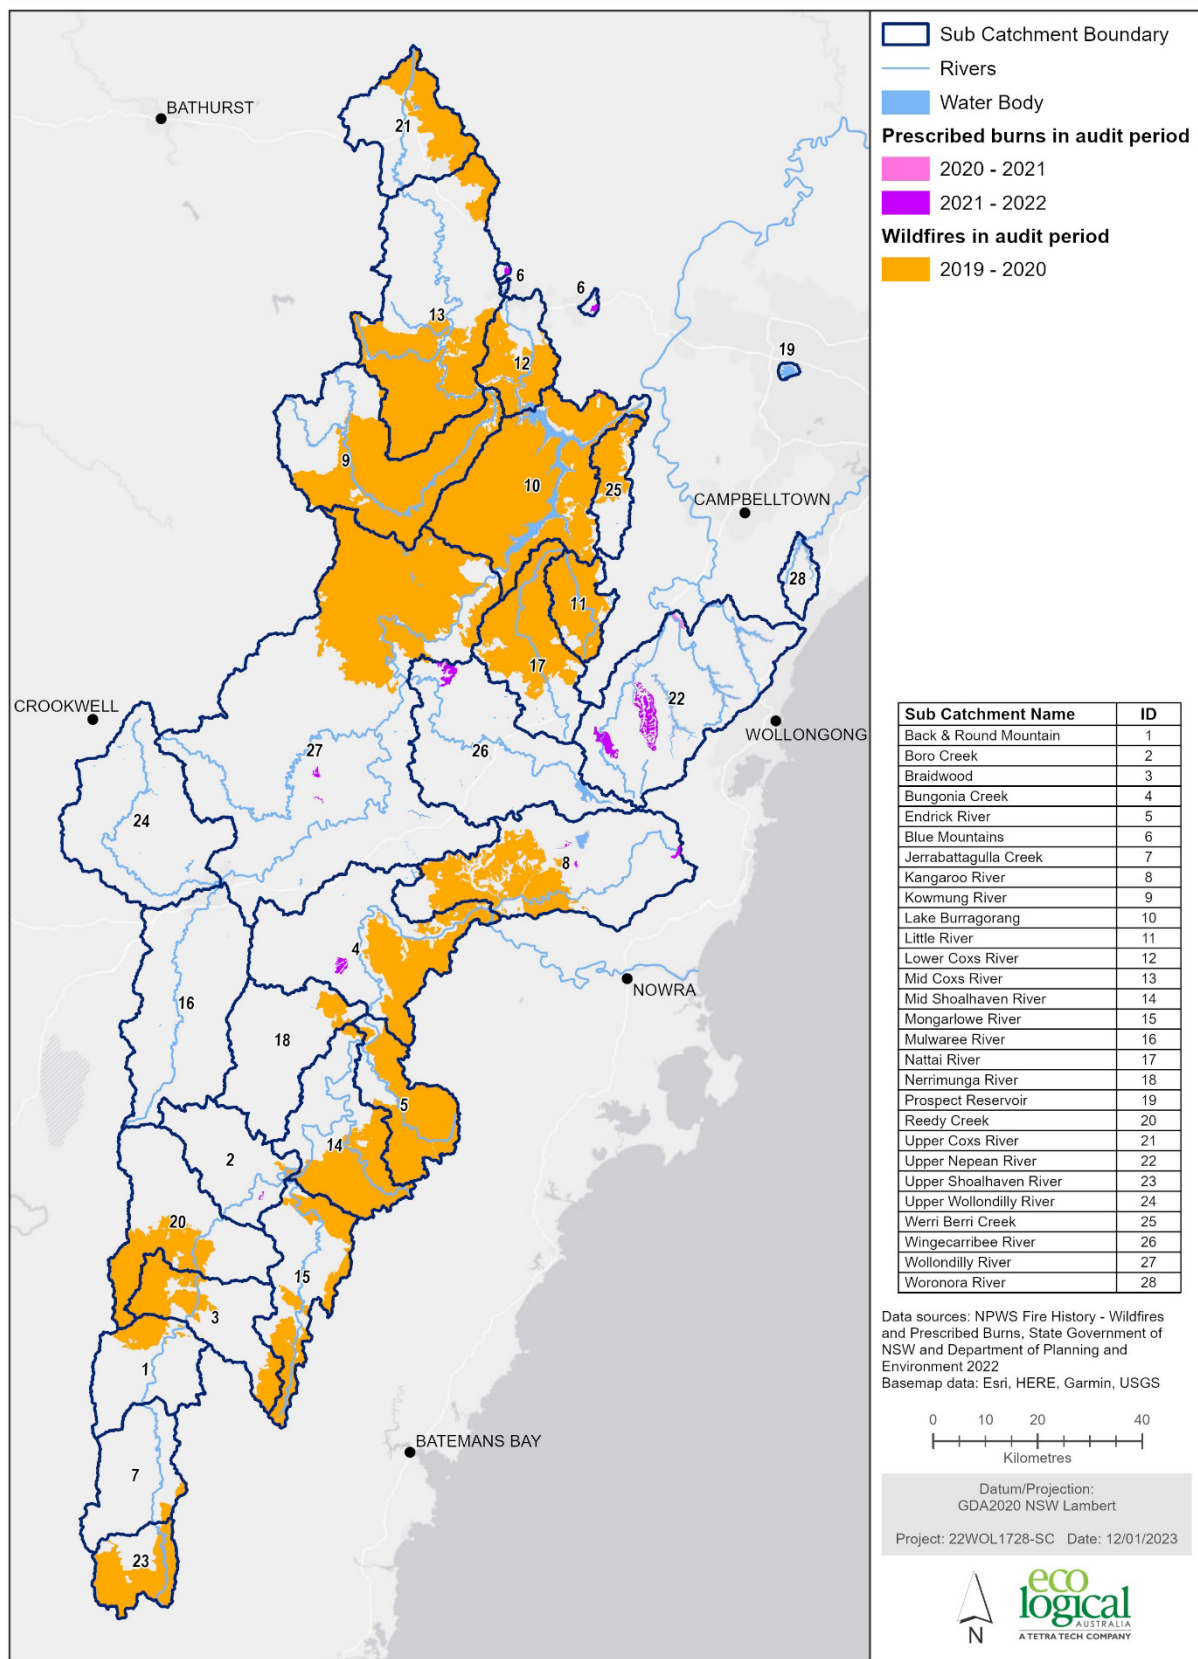 BATHURST
21
6
6
13
19
12
9
10
25
CAMPBELLTOWN
28
11
17
22
CROOKWELL
WOLLONGONG
27
26
24
8
4
16
NOWRA
18
5
14
2
20
15
3
1
BATEMANS BAY
7
23
Sub Catchment Boundary
Rivers
Water Body
Prescribed burns in audit period
2020 - 2021
2021 - 2022
Wildfires in audit period
2019 - 2020
Sub Catchment Name ID
Back & Round Mountain 1
Boro Creek 2
Braidwood 3
Bungonia Creek 4
Endrick River 5
Blue Mountains 6
Jerrabattagulla Creek 7
Kangaroo River 8
Kowmung River 9
Lake Burragorang 10
Little River 11
Lower Coxs River 12
Mid Coxs River 13
Mid Shoalhaven River 14
Mongarlowe River 15
Mulwaree River 16
Nattai River 17
Nerrimunga River 18
Prospect Reservoir 19
Reedy Creek 20
Upper Coxs River 21
Upper Nepean River 22
Upper Shoalhaven River 23
Upper Wollondilly River 24
Werri Berri Creek 25
Wingecarribee River 26
Wollondilly River 27
Woronora River 28
Data sources: NPWS Fire History - Wildfires
and Prescribed Burns, State Government of
NSW and Department of Planning and
Environment 2022
Basemap data: Esri, HERE, Garmin, USGS
0 10 20 40
Kilometres
Datum/Projection:
GDA2020 NSW Lambert
Project: 22WOL1728-SC Date: 12/01/2023
N
eco
logical
AUSTRALIA
A TETRA TECH COMPANY